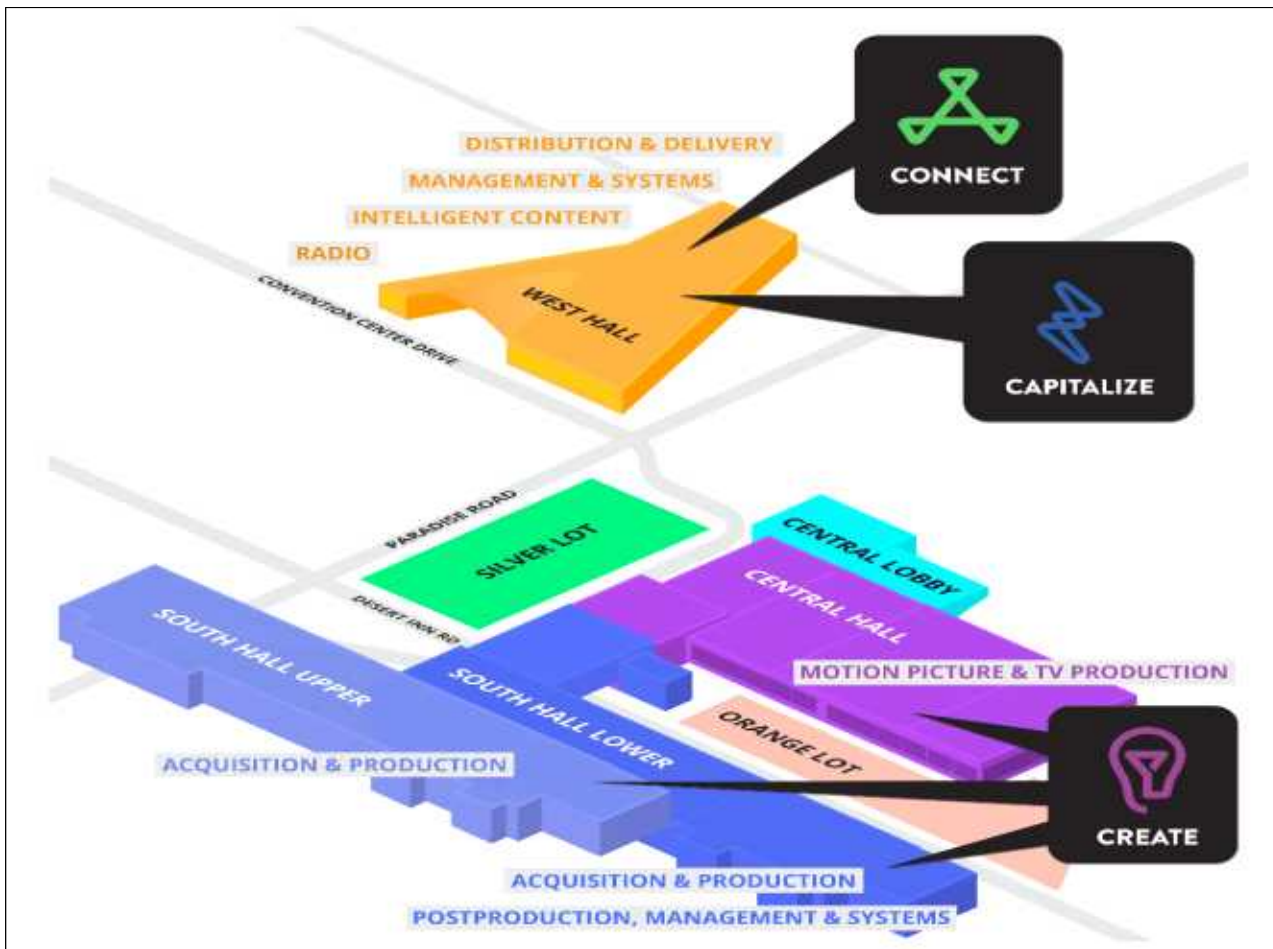 CONNECT
DISTRIBUTION & DELIVERY
MANAGEMENT & SYSTEMS
INTELLIGENT CONTENT
RADIO
CONVENTION CENTER DRIVE
WEST HALL
CAPITALIZE
PARADISE ROAD
SILVER LOT
DESERT INN RD
CENTRAL LOBBY
CENTRAL HALL
MOTION PICTURE & TV PRODUCTION
SOUTH HALL UPPER
SOUTH HALL LOWER
ORANGE LOT
ACQUISITION & PRODUCTION
CREATE
ACQUISITION & PRODUCTION
POSTPRODUCTION, MANAGEMENT & SYSTEMS